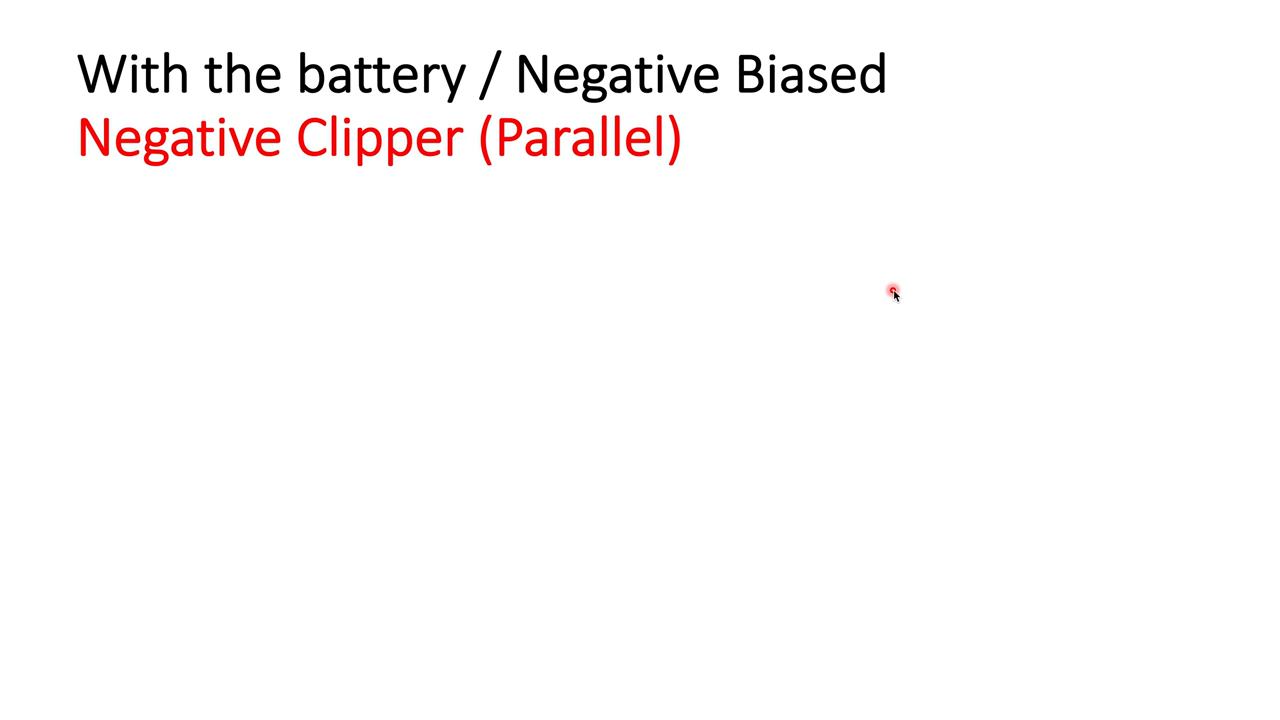 With the battery / Negative Biased
Negative Clipper (Parallel)